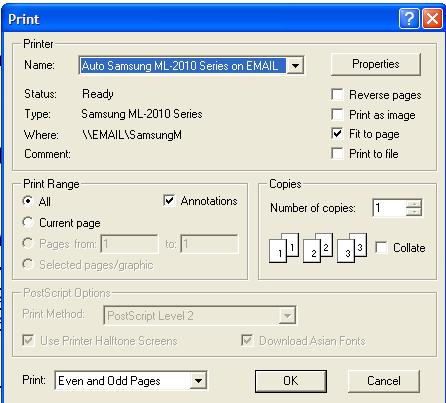 Print
Printer
Name: Auto Samsung ML-2010 Series on EMAIL Properties
Status: Ready Reverse pages
Type: Samsung ML-2010 Series Print as image
Where: \\EMAIL\SamsungM Fit to page
Comment: Print to file
Print Range Copies
All Annotations Number of copies: 1
Current page
Pages from: 1 to: 1 1 1 2 2 3 3 Collate
Selected pages/graphic
PostScript Options
Print Method: PostScript Level 2
Use Printer Halftone Screens Download Asian Fonts
Print: Even and Odd Pages OK Cancel